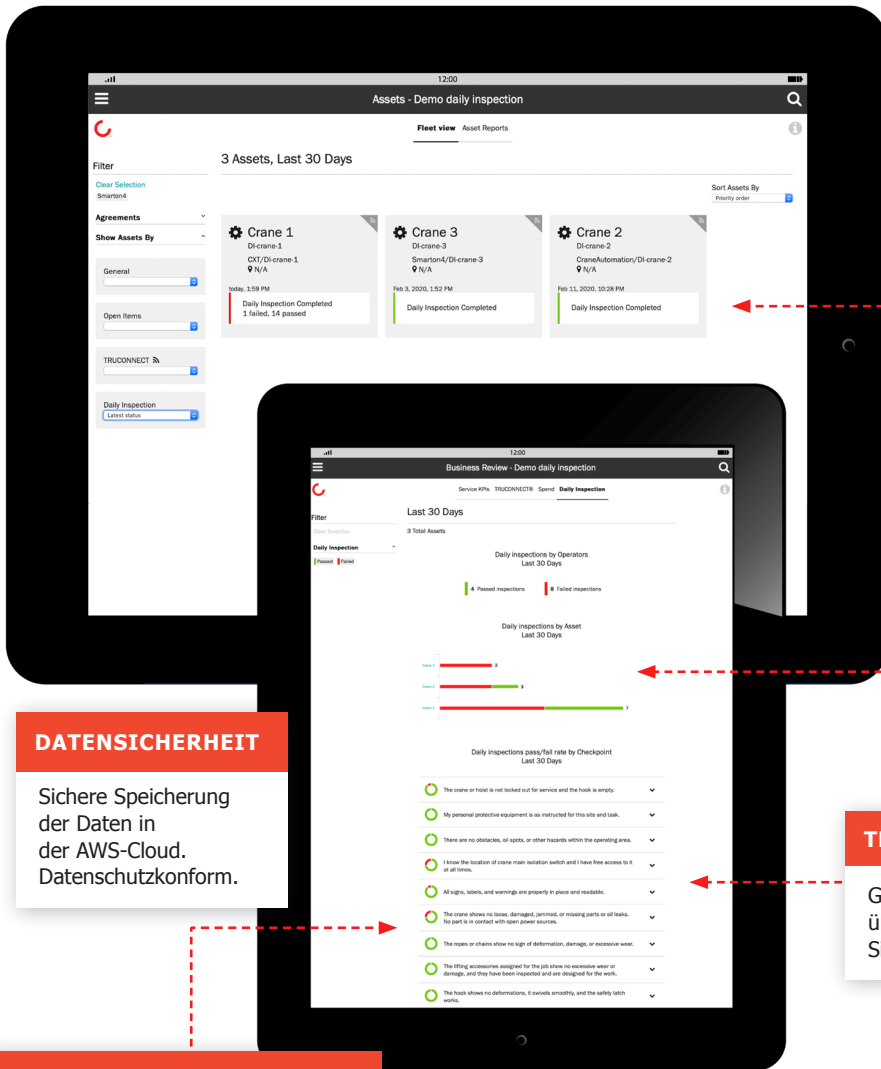 12:00
Assets - Demo daily inspection
Fleet view Asset Reports
Filter
3 Assets, Last 30 Days
Clear Selection
Smarton4
Sort Assets By
Priority order
Agreements
Show Assets By
General
Open Items
TRUCONNECT
Daily Inspection
Latest status
Crane 1
DI-crane-1
CXT/DI-crane-1
N/A
today, 1:59 PM
Daily Inspection Completed
1 failed, 14 passed
Crane 3
DI-crane-3
Smarton4/DI-crane-3
N/A
Feb 3, 2020, 1:52 PM
Daily Inspection Completed
Crane 2
DI-crane-2
CraneAutomation/DI-crane-2
N/A
Feb 11, 2020, 10:28 PM
Daily Inspection Completed
12:00
Business Review - Demo daily inspection
Service KPIs TRUCONNECT® Spend Daily Inspection
Filter
Clear Selection
Daily Inspection
Passed Failed
Last 30 Days
3 Total Assets
Daily inspections by Operators
Last 30 Days
4 Passed inspections 8 Failed inspections
Daily inspections by Asset
Last 30 Days
7
Daily inspections pass/fail rate by Checkpoint
Last 30 Days
The crane or hoist is not locked out for service and the hook is empty.
My personal protective equipment is as instructed for this site and task.
There are no obstacles, oil spots, or other hazards within the operating area.
I know the location of crane main isolation switch and I have free access to it
at all times.
All signs, labels, and warnings are properly in place and readable.
The crane shows no loose, damaged, jammed, or missing parts or oil leaks.
No part is in contact with open power sources.
The ropes or chains show no sign of deformation, damage, or excessive wear.
The lifting accessories assigned for the job show no excessive wear or
damage, and they have been inspected and are designed for the work.
The hook shows no deformations, it swivels smoothly, and the safety latch
works.
DATENSICHERHEIT
Sichere Speicherung
der Daten in
der AWS-Cloud.
Datenschutzkonform.